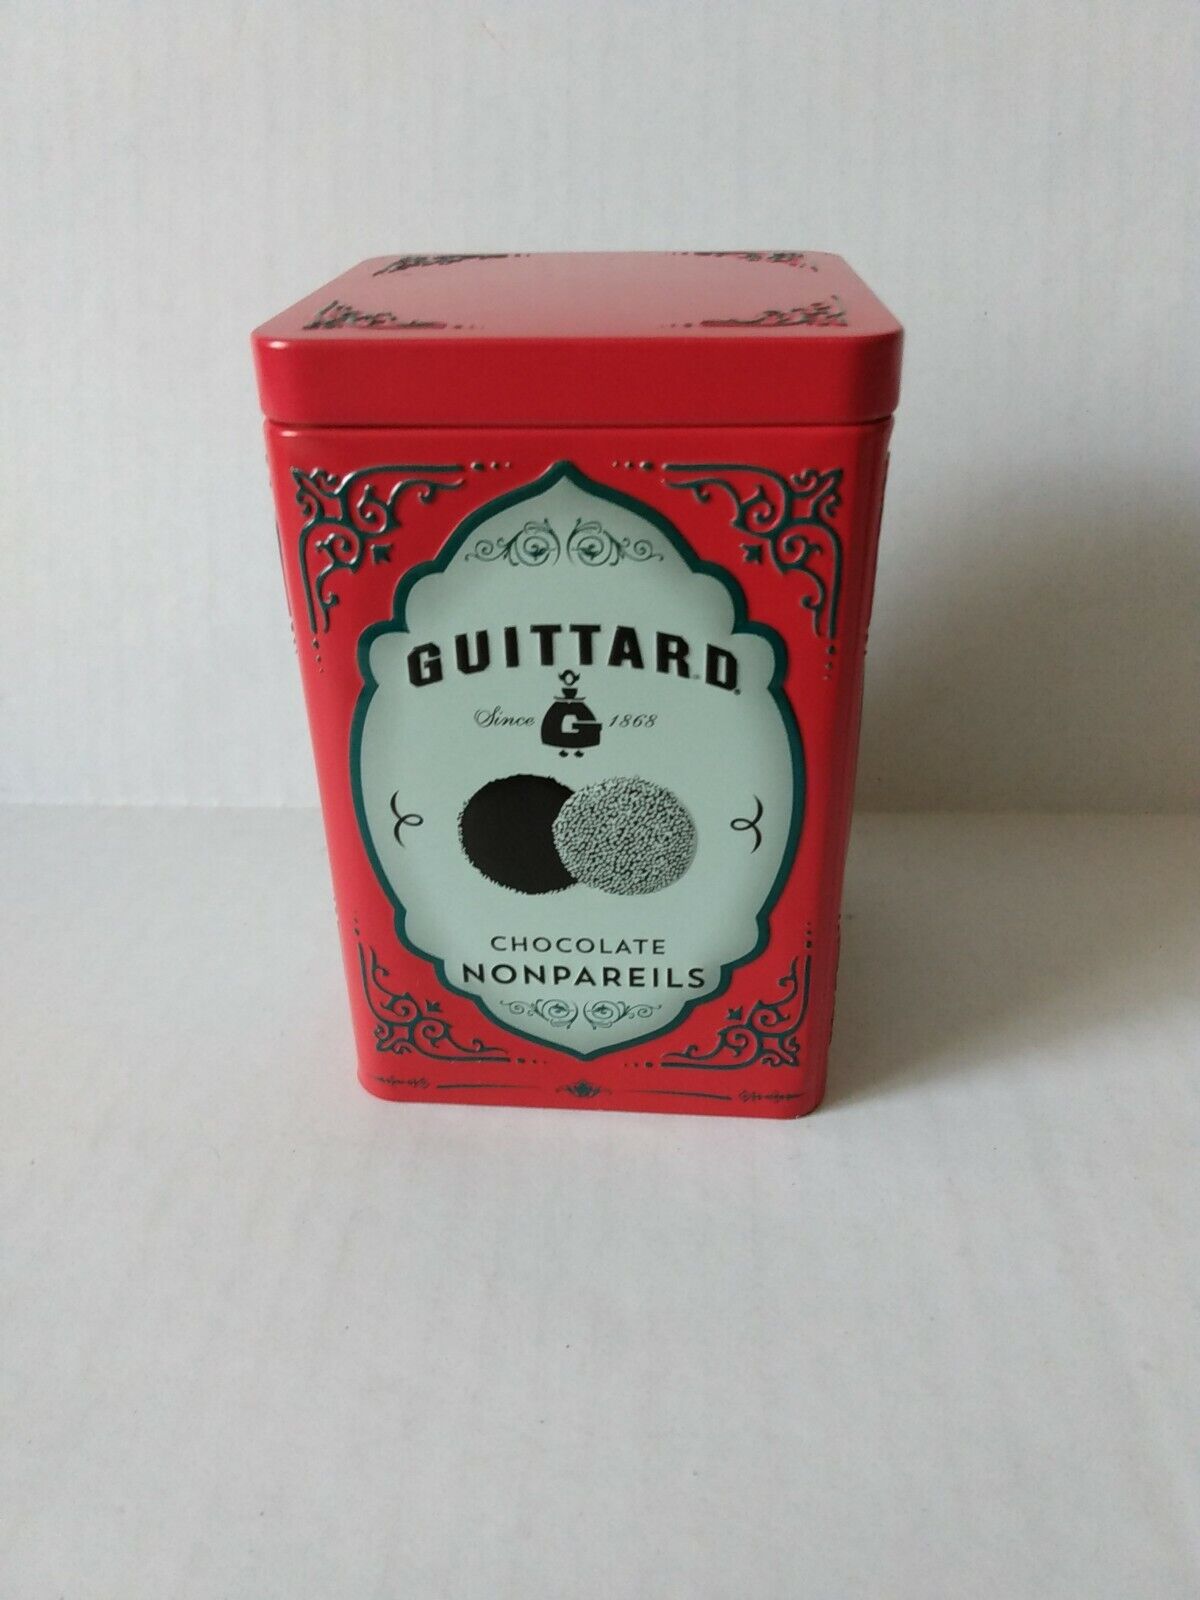 GUITTARD®
Since G 1868
CHOCOLATE
NONPAREILS